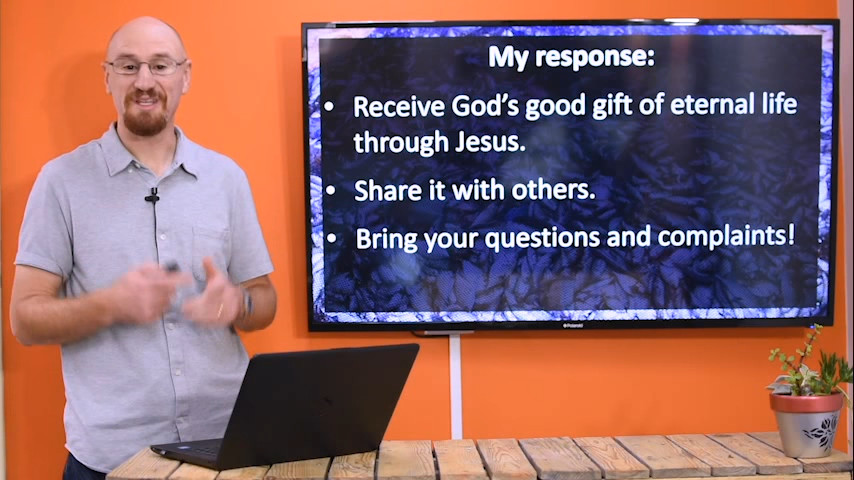 My response:
• Receive God's good gift of eternal life
through Jesus.
• Share it with others.
• Bring your questions and complaints!
Polaroid